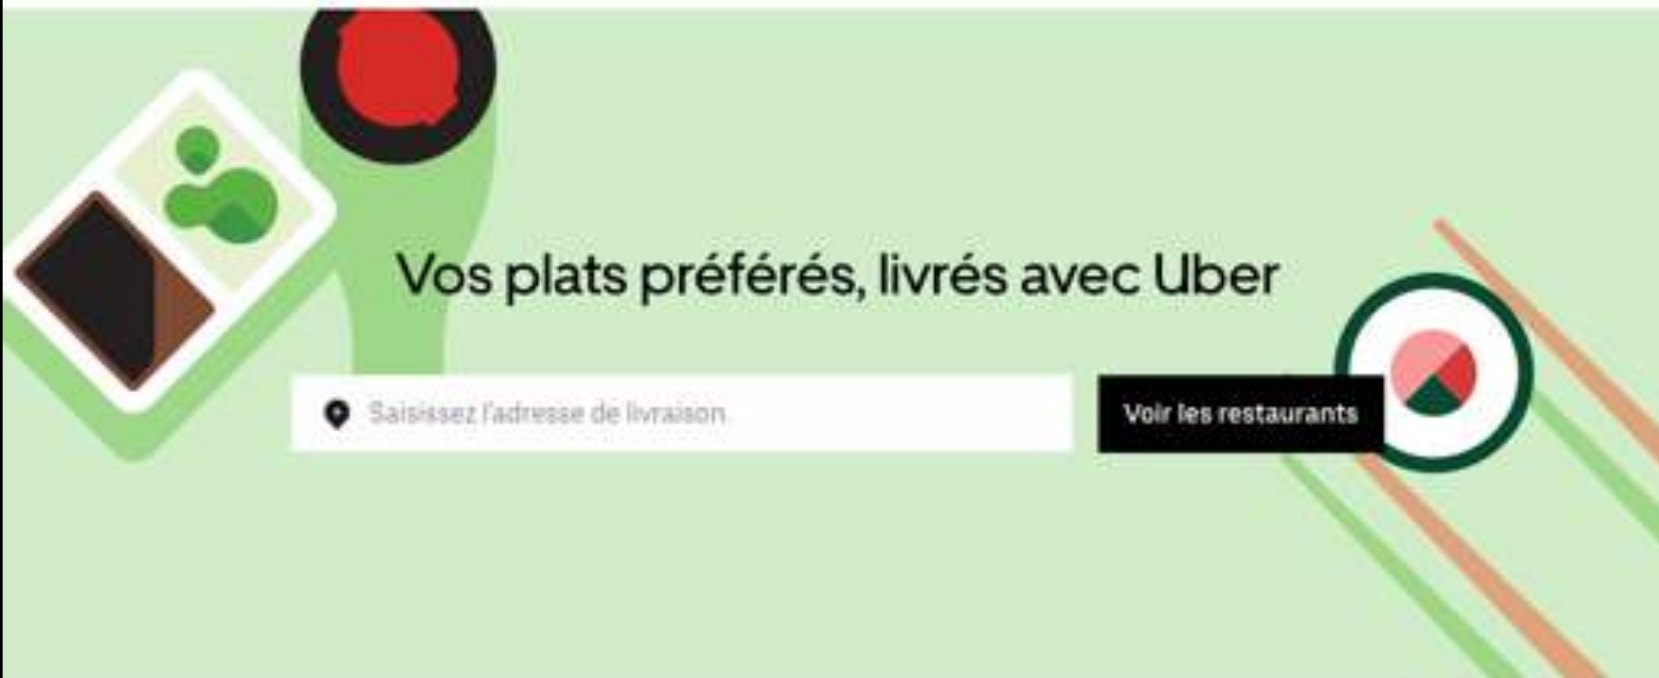 Vos plats préférés, livrés avec Uber
Saisissez l'adresse de livraison.
Voir les restaurants